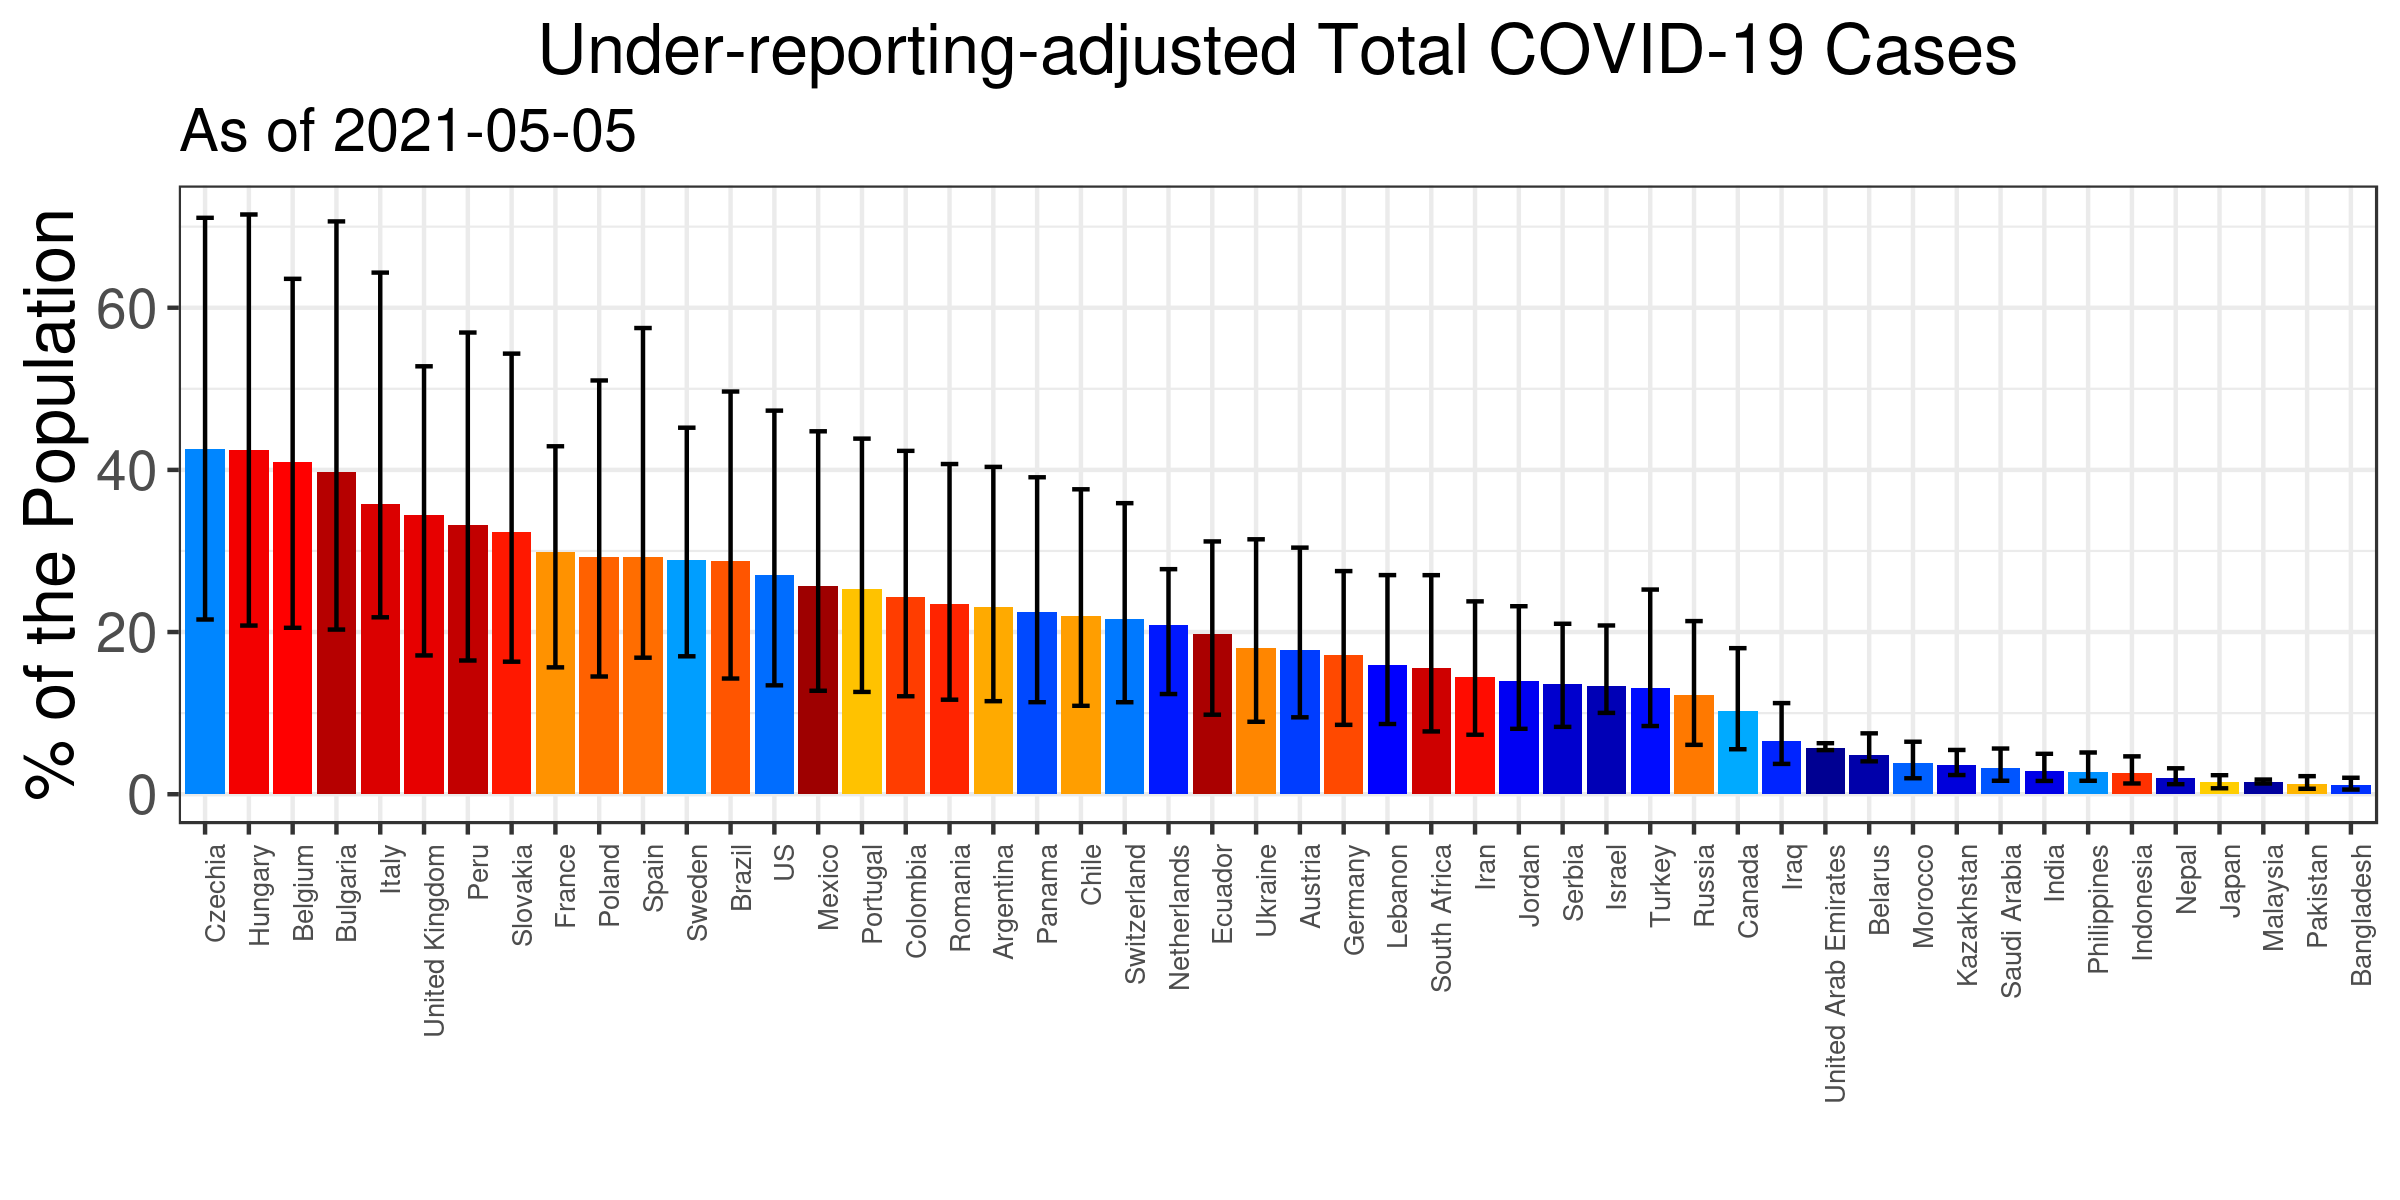 Under-reporting-adjusted Total COVID-19 Cases
As of 2021-05-05
% of the Population
60
40
20
0
Czechia
Hungary
Belgium
Bulgaria
Italy
United Kingdom
Peru
Slovakia
France
Poland
Spain
Sweden
Brazil
US
Mexico
Portugal
Colombia
Romania
Argentina
Panama
Chile
Switzerland
Netherlands
Ecuador
Ukraine
Austria
Germany
Lebanon
South Africa
Iran
Jordan
Serbia
Israel
Turkey
Russia
Canada
Iraq
United Arab Emirates
Belarus
Morocco
Kazakhstan
Saudi Arabia
India
Philippines
Indonesia
Nepal
Japan
Malaysia
Pakistan
Bangladesh